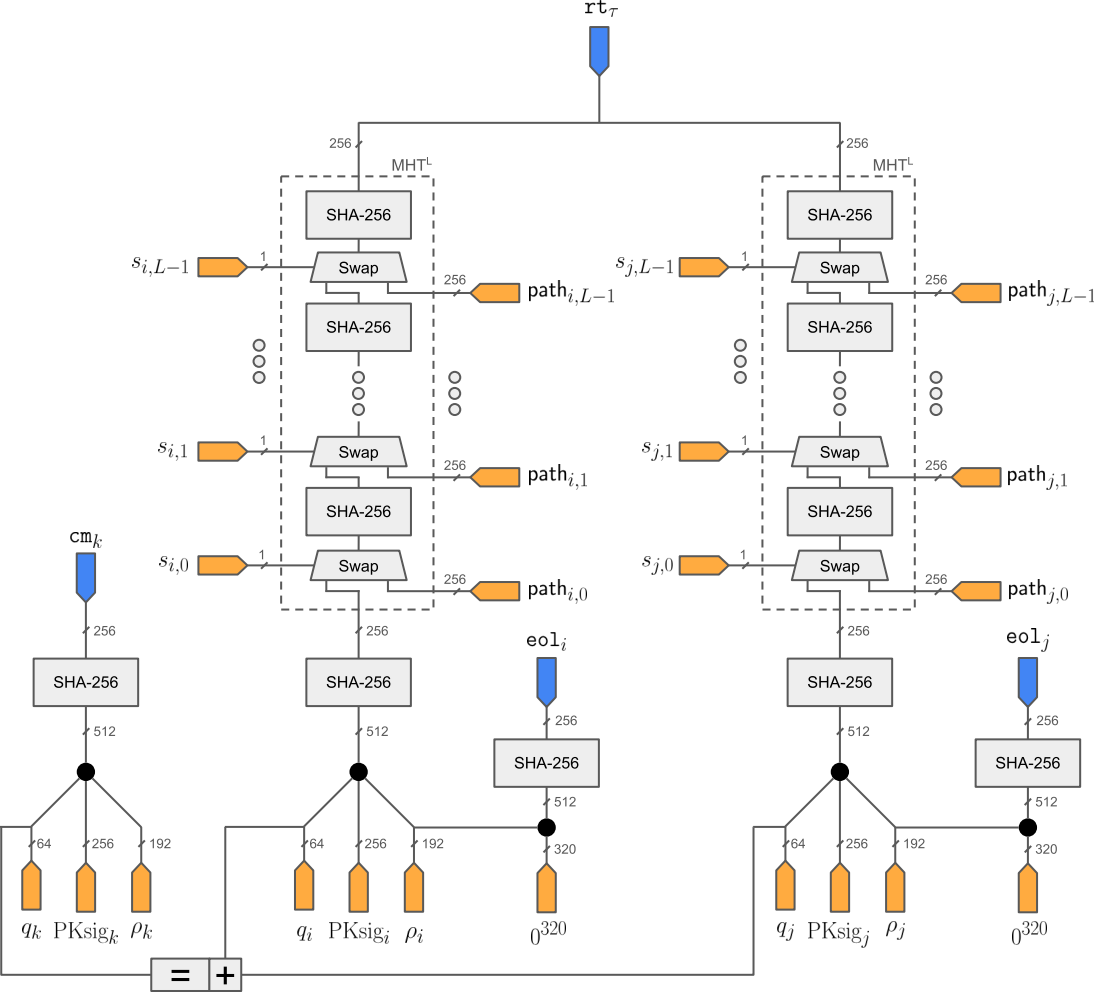 rt_τ
256 256
MHT^L MHT^L
SHA-256 SHA-256
s_{i,L−1} 1 Swap s_{j,L−1} 1 Swap
256 path_{i,L−1} 256 path_{j,L−1}
SHA-256 SHA-256
s_{i,1} 1 Swap s_{j,1} 1 Swap
256 path_{i,1} 256 path_{j,1}
SHA-256 SHA-256
cm_k
s_{i,0} 1 Swap s_{j,0} 1 Swap
256 path_{i,0} 256 path_{j,0}
256 256 256
eol_i eol_j
SHA-256 SHA-256 SHA-256
256 256
512 512 512
SHA-256 SHA-256
512 512
64 256 192 64 256 192 320 64 256 192 320
q_k PKsig_k ρ_k q_i PKsig_i ρ_i 0^{320} q_j PKsig_j ρ_j 0^{320}
= +